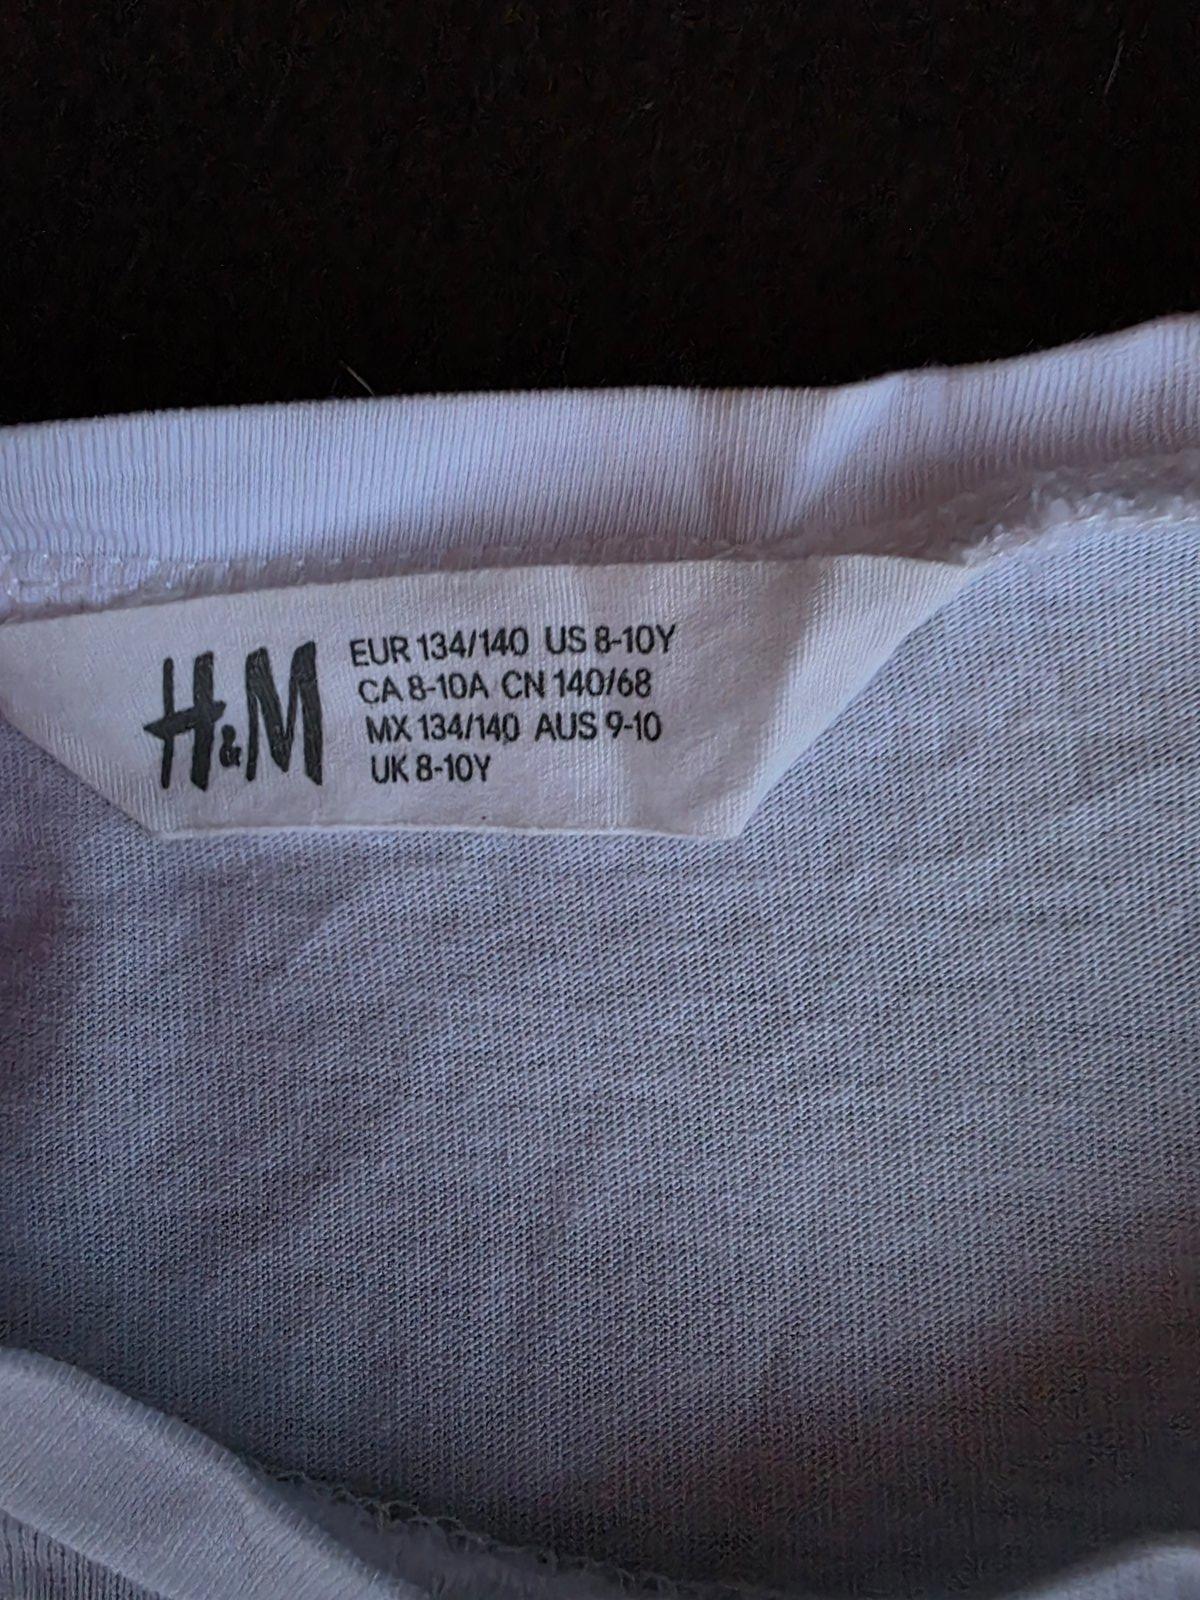 H&M
EUR 134/140 US 8-10Y
CA 8-10A CN 140/68
MX 134/140 AUS 9-10
UK 8-10Y